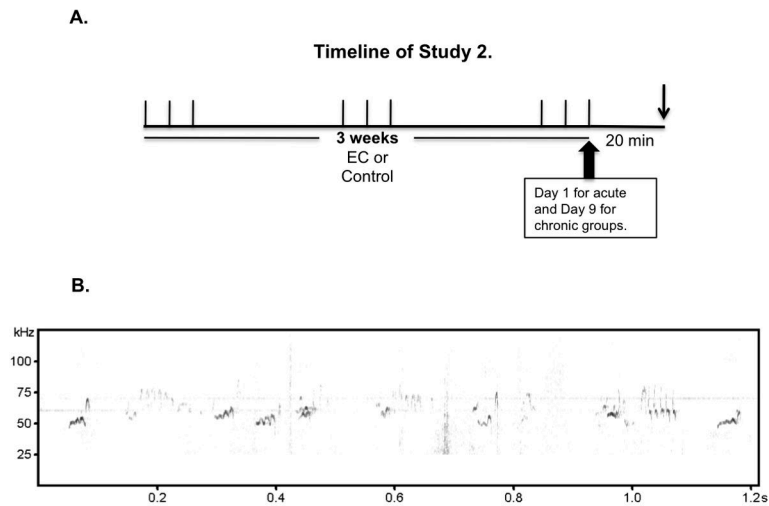 A.
Timeline of Study 2.
3 weeks
20 min
EC or
Control
Day 1 for acute
and Day 9 for
chronic groups.
B.
kHz
100
75
50
25
0.2 0.4 0.6 0.8 1.0 1.2s